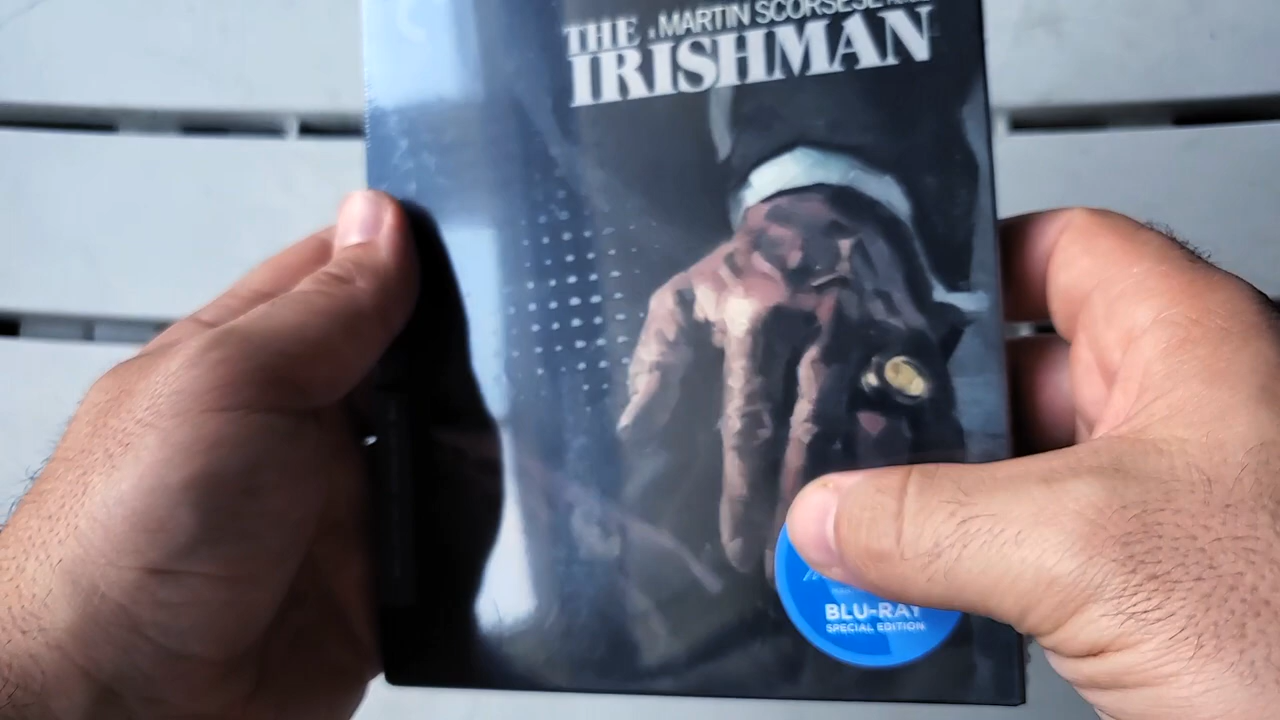 THE
A MARTIN SCORSESE
IRISHMAN
BLU-RAY
SPECIAL EDITION